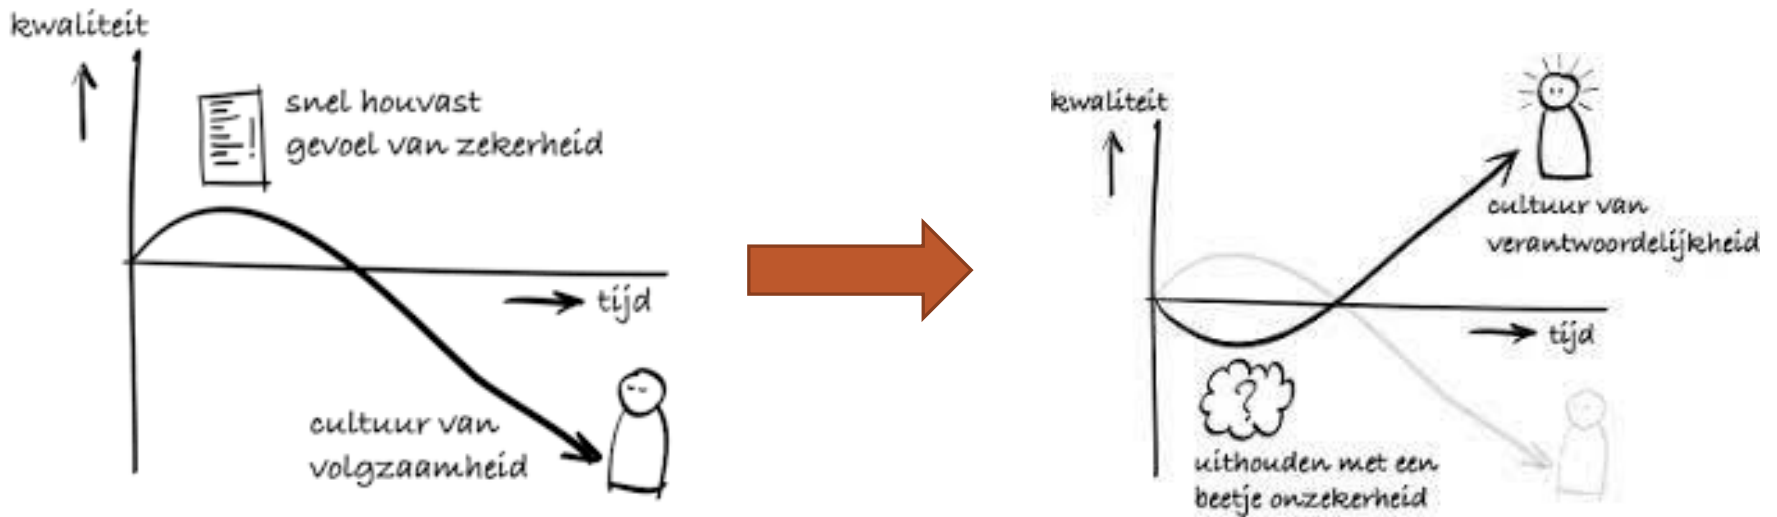 kwaliteit
snel houvast
gevoel van zekerheid
tijd
cultuur van
volgzaamheid
kwaliteit
cultuur van
verantwoordelijkheid
tijd
?
uithouden met een
beetje onzekerheid